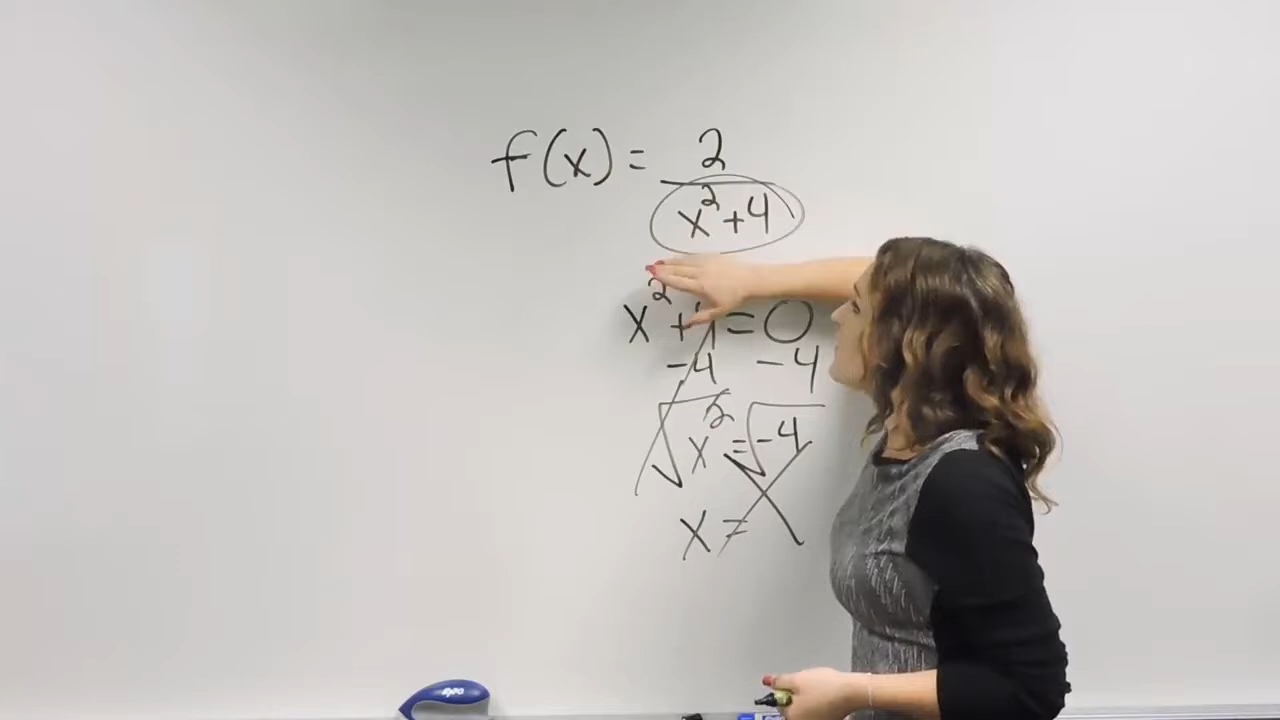 f(x) = 2
x²+4
x²+4=0
-4 -4
√x² = √-4
x =
EXPO